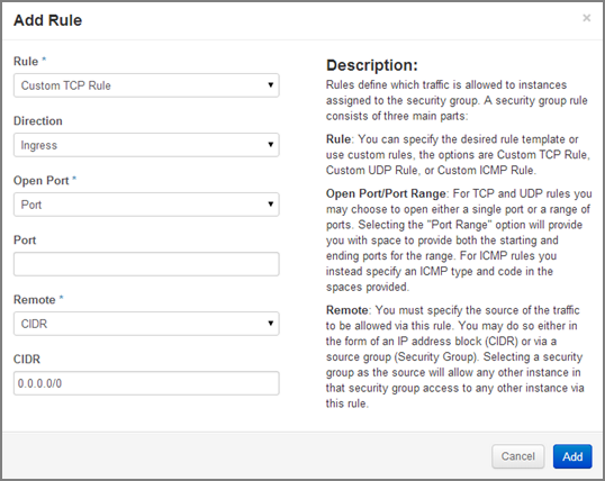 Add Rule
×
Rule *
Custom TCP Rule
Direction
Ingress
Open Port *
Port
Port
Remote *
CIDR
CIDR
0.0.0.0/0
Description:
Rules define which traffic is allowed to instances
assigned to the security group. A security group rule
consists of three main parts:
Rule: You can specify the desired rule template or
use custom rules, the options are Custom TCP Rule,
Custom UDP Rule, or Custom ICMP Rule.
Open Port/Port Range: For TCP and UDP rules you
may choose to open either a single port or a range of
ports. Selecting the "Port Range" option will provide
you with space to provide both the starting and
ending ports for the range. For ICMP rules you
instead specify an ICMP type and code in the
spaces provided.
Remote: You must specify the source of the traffic
to be allowed via this rule. You may do so either in
the form of an IP address block (CIDR) or via a
source group (Security Group). Selecting a security
group as the source will allow any other instance in
that security group access to any other instance via
this rule.
Cancel
Add